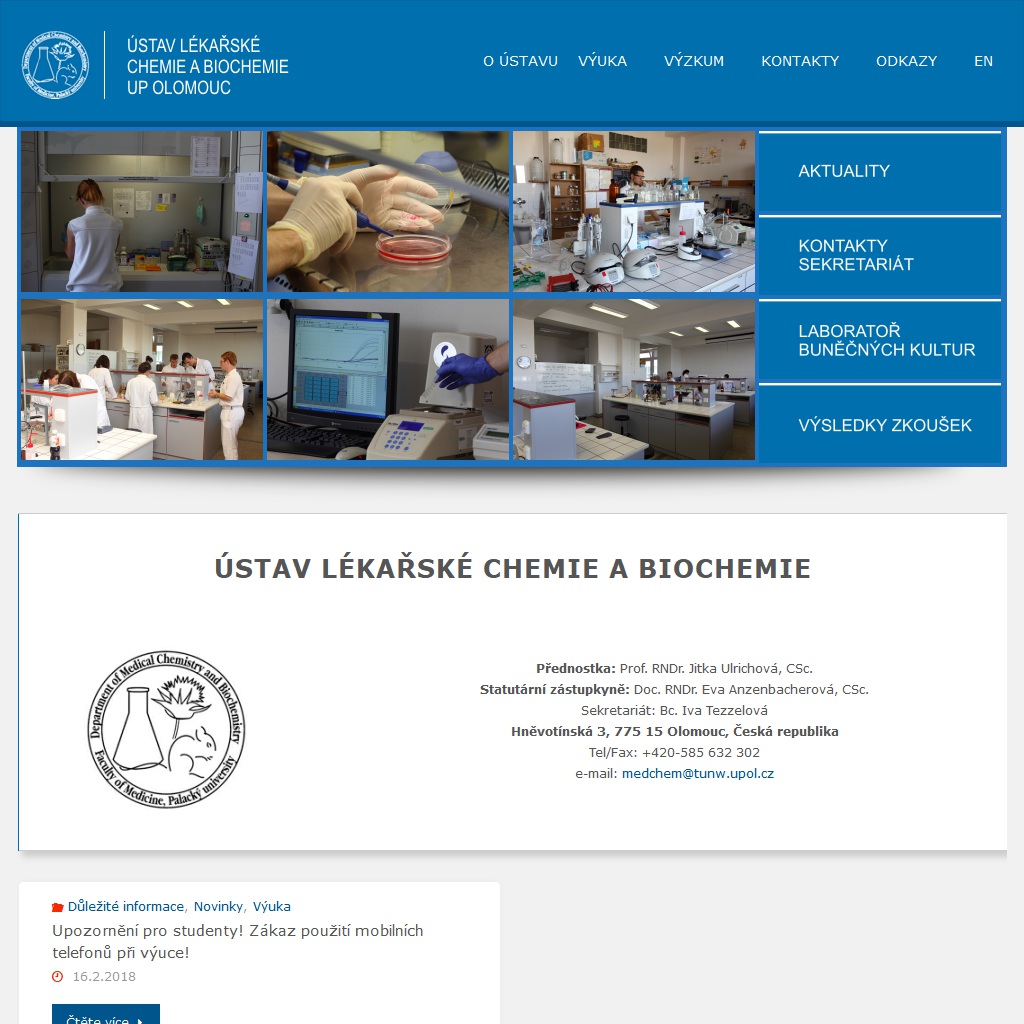 ÚSTAV LÉKAŘSKÉ
CHEMIE A BIOCHEMIE
UP OLOMOUC
O ÚSTAVU VÝUKA VÝZKUM KONTAKTY ODKAZY EN
AKTUALITY
KONTAKTY
SEKRETARIÁT
LABORATOŘ
BUNĚČNÝCH KULTUR
VÝSLEDKY ZKOUŠEK
ÚSTAV LÉKAŘSKÉ CHEMIE A BIOCHEMIE
Department of Medical Chemistry and Biochemistry
Faculty of Medicine, Palacký university
Přednostka: Prof. RNDr. Jitka Ulrichová, CSc.
Statutární zástupkyně: Doc. RNDr. Eva Anzenbacherová, CSc.
Sekretariát: Bc. Iva Tezzelová
Hněvotínská 3, 775 15 Olomouc, Česká republika
Tel/Fax: +420-585 632 302
e-mail: medchem@tunw.upol.cz
Důležité informace, Novinky, Výuka
Upozornění pro studenty! Zákaz použití mobilních
telefonů při výuce!
16.2.2018
Čtěte více